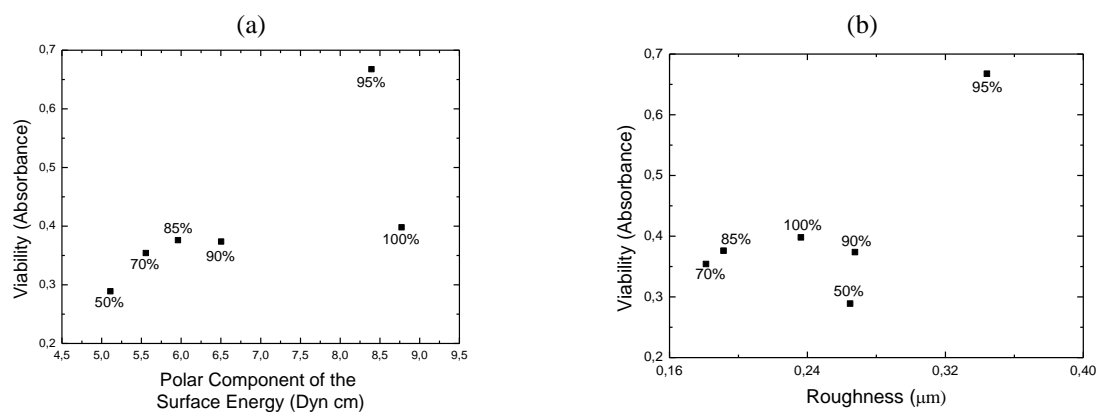 (a)
0,7
0,6
0,5
0,4
0,3
0,2
Viability (Absorbance)
95%
85%
70%
90%
100%
50%
4,5 5,0 5,5 6,0 6,5 7,0 7,5 8,0 8,5 9,0 9,5
Polar Component of the
Surface Energy (Dyn cm)
(b)
0,7
0,6
0,5
0,4
0,3
0,2
Viability (Absorbance)
95%
100%
85%
90%
70%
50%
0,16 0,24 0,32 0,40
Roughness (μm)